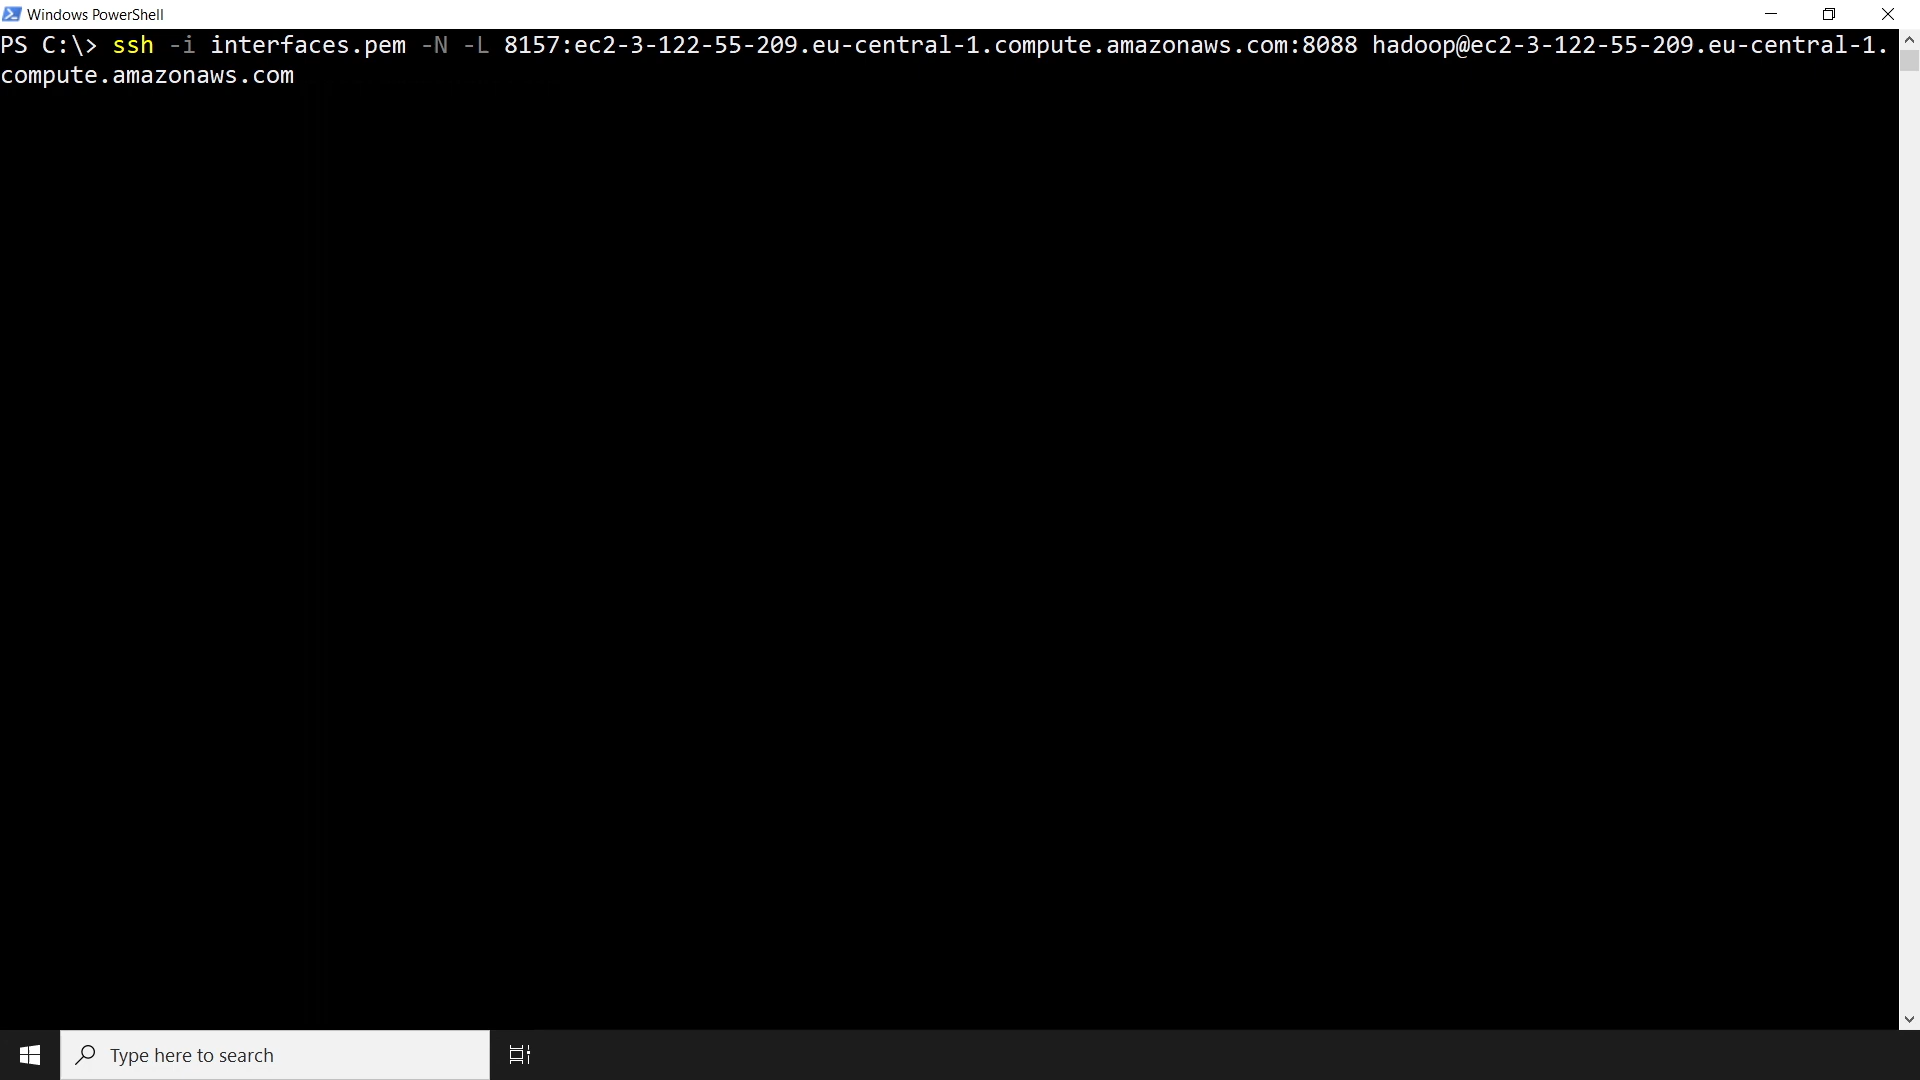 Windows PowerShell
PS C:\> ssh -i interfaces.pem -N -L 8157:ec2-3-122-55-209.eu-central-1.compute.amazonaws.com:8088 hadoop@ec2-3-122-55-209.eu-central-1.
compute.amazonaws.com
Type here to search